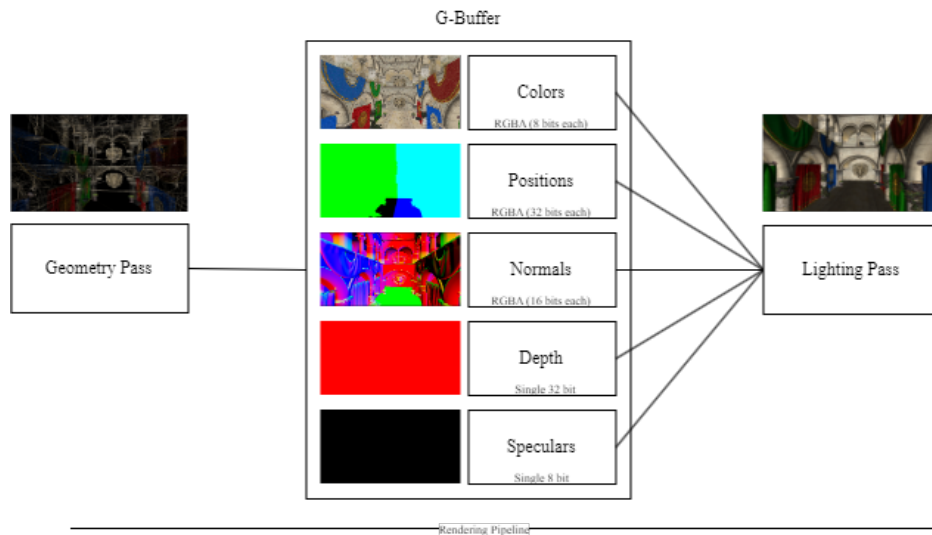 G-Buffer
Colors
RGBA (8 bits each)
Geometry Pass
Positions
RGBA (32 bits each)
Normals
RGBA (16 bits each)
Lighting Pass
Depth
Single 32 bit
Speculars
Single 8 bit
Rendering Pipeline